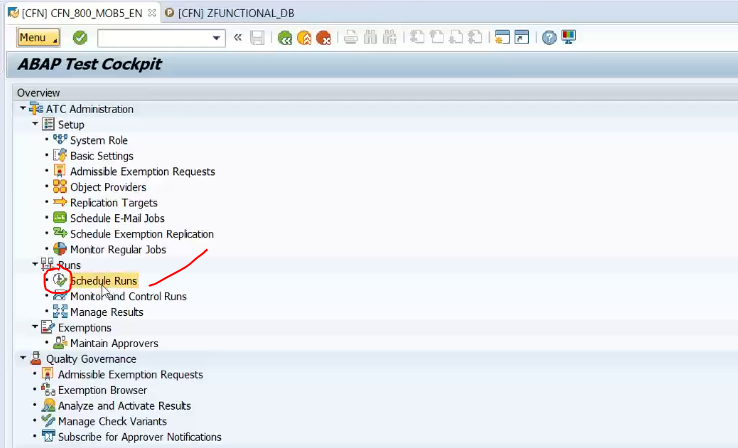 [CFN] CFN_800_MOB5_EN [CFN] ZFUNCTIONAL_DB
Menu
ABAP Test Cockpit
Overview
ATC Administration
Setup
System Role
Basic Settings
Admissible Exemption Requests
Object Providers
Replication Targets
Schedule E-Mail Jobs
Schedule Exemption Replication
Monitor Regular Jobs
Runs
Schedule Runs
Monitor and Control Runs
Manage Results
Exemptions
Maintain Approvers
Quality Governance
Admissible Exemption Requests
Exemption Browser
Analyze and Activate Results
Manage Check Variants
Subscribe for Approver Notifications